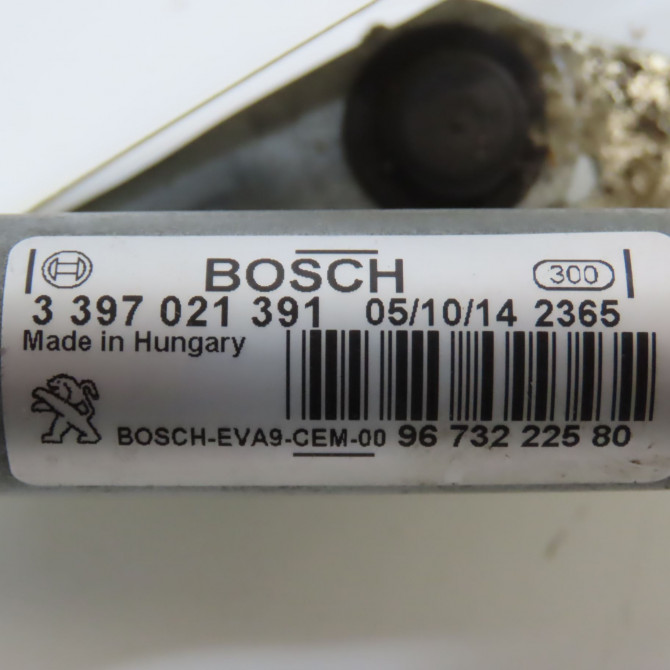 BOSCH 300
3 397 021 391 05/10/14 2365
Made in Hungary
BOSCH-EVA9-CEM-00 96 732 225 80